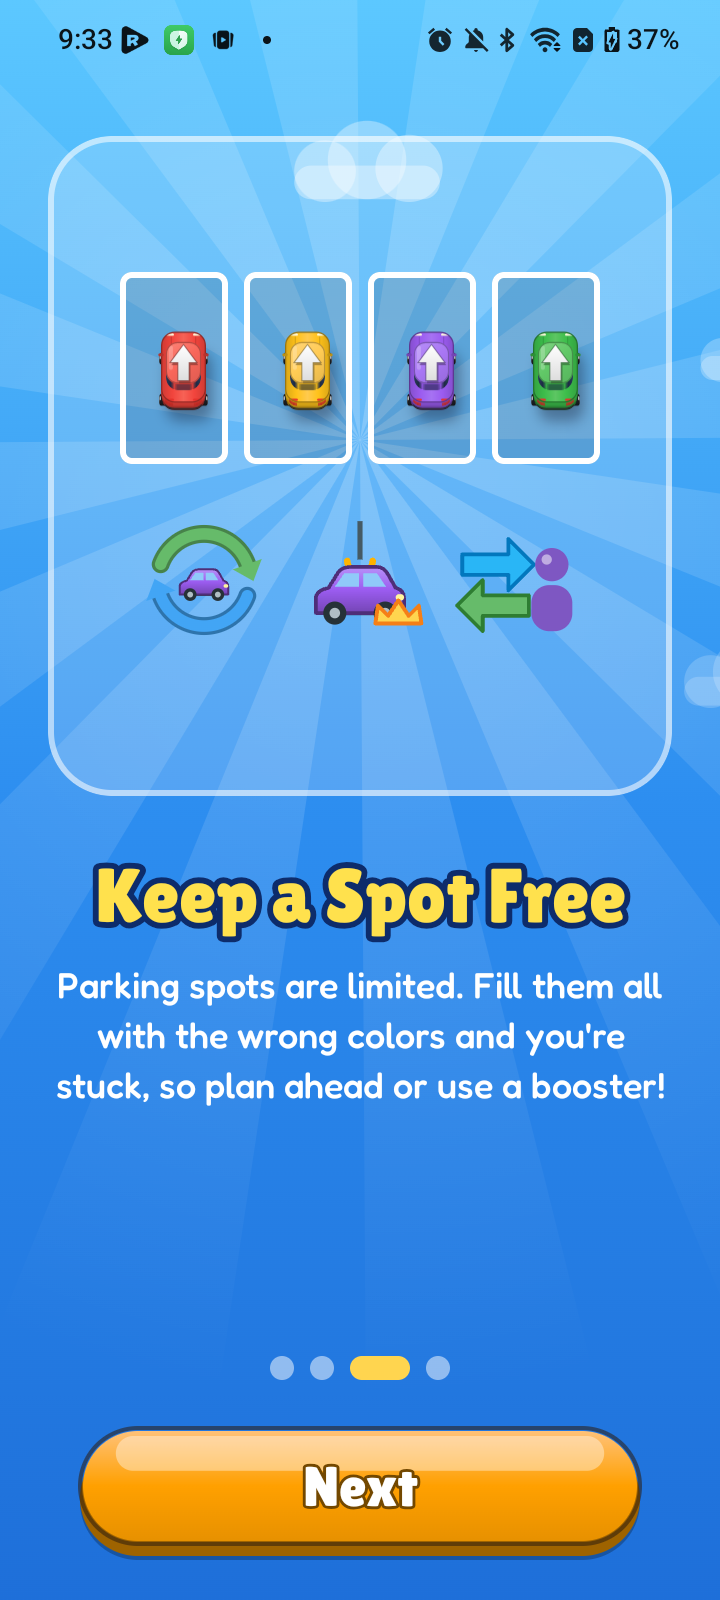 9:33
37%
Keep a Spot Free
Parking spots are limited. Fill them all
with the wrong colors and you're
stuck, so plan ahead or use a booster!
Next